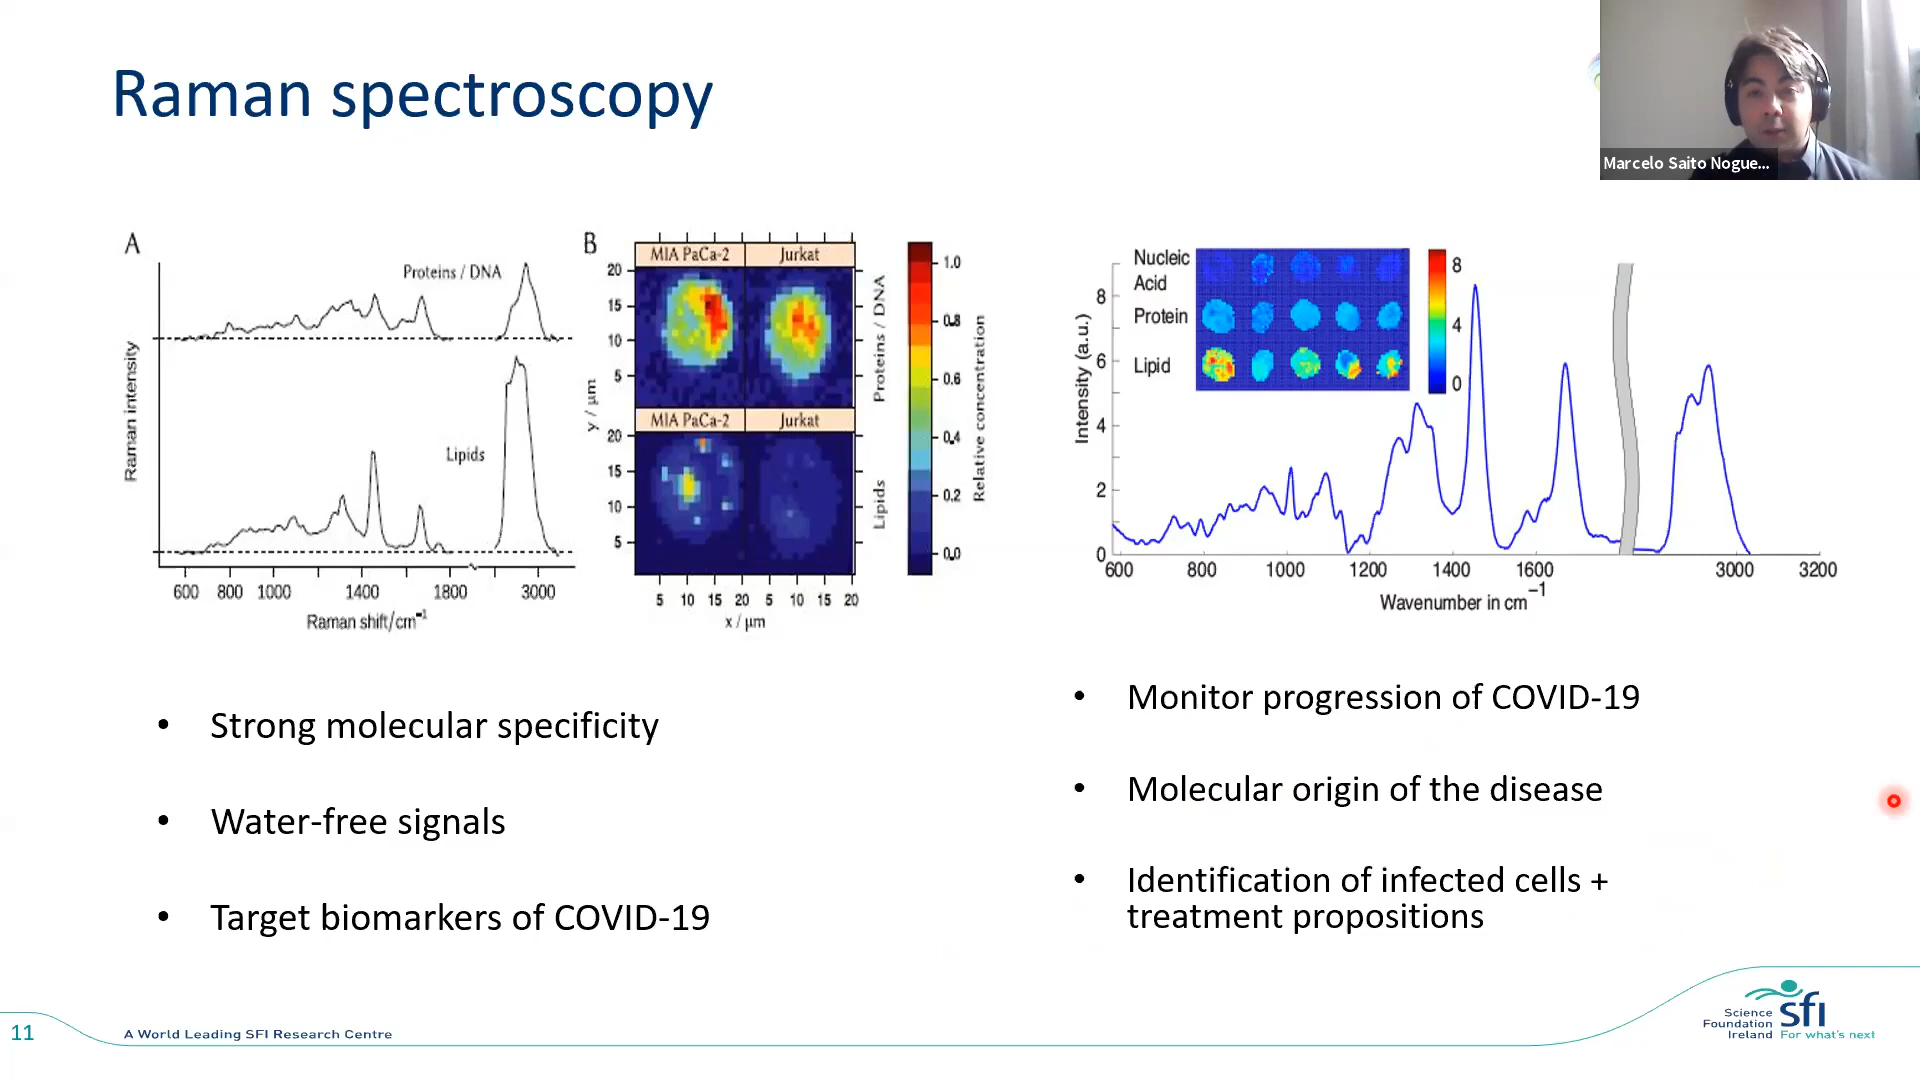 Raman spectroscopy
Marcelo Saito Nogue...
A
Proteins / DNA
Lipids
Raman intensity
600 800 1000 1400 1800 3000
Raman shift/cm⁻¹
B
MIA PaCa-2 Jurkat
20
15
10
5
MIA PaCa-2 Jurkat
20
15
10
5
y / µm
5 10 15 20 5 10 15 20
x / µm
Proteins / DNA
Lipids
1.0
0.8
0.6
0.4
0.2
0.0
Relative concentration
Nucleic
Acid
Protein
Lipid
8
4
0
Intensity (a.u.)
8
6
4
2
0
600 800 1000 1200 1400 1600 3000 3200
Wavenumber in cm⁻¹
• Strong molecular specificity
• Water-free signals
• Target biomarkers of COVID-19
• Monitor progression of COVID-19
• Molecular origin of the disease
• Identification of infected cells +
treatment propositions
11
A World Leading SFI Research Centre
Science
Foundation
Ireland
sfi
For what's next